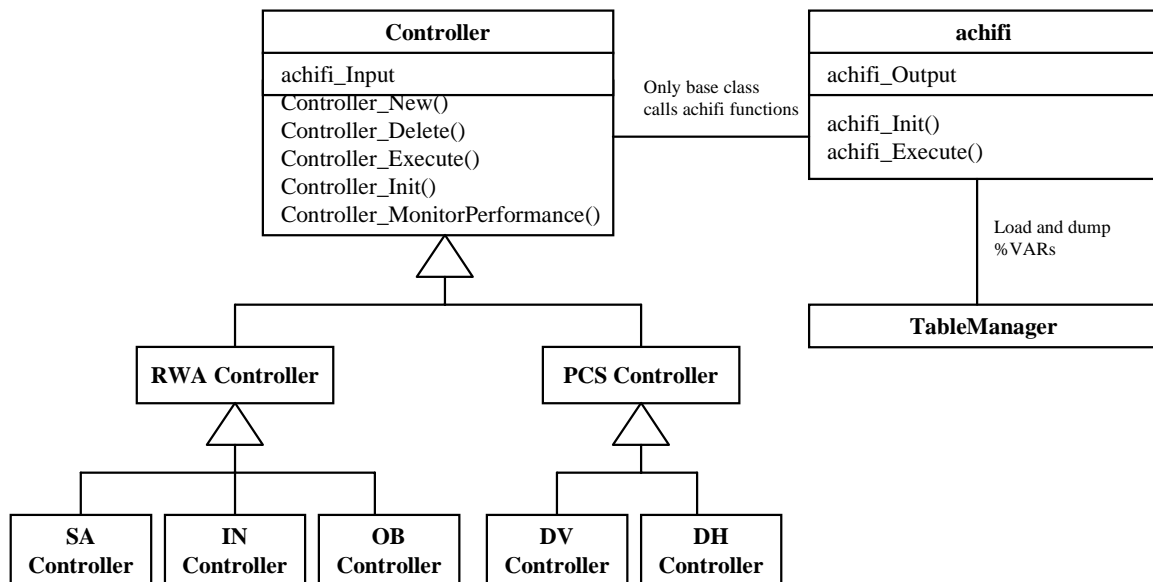 Controller
achifi_Input
Controller_New()
Controller_Delete()
Controller_Execute()
Controller_Init()
Controller_MonitorPerformance()
Only base class
calls achifi functions
achifi
achifi_Output
achifi_Init()
achifi_Execute()
Load and dump
%VARs
TableManager
RWA Controller
PCS Controller
SA
Controller
IN
Controller
OB
Controller
DV
Controller
DH
Controller